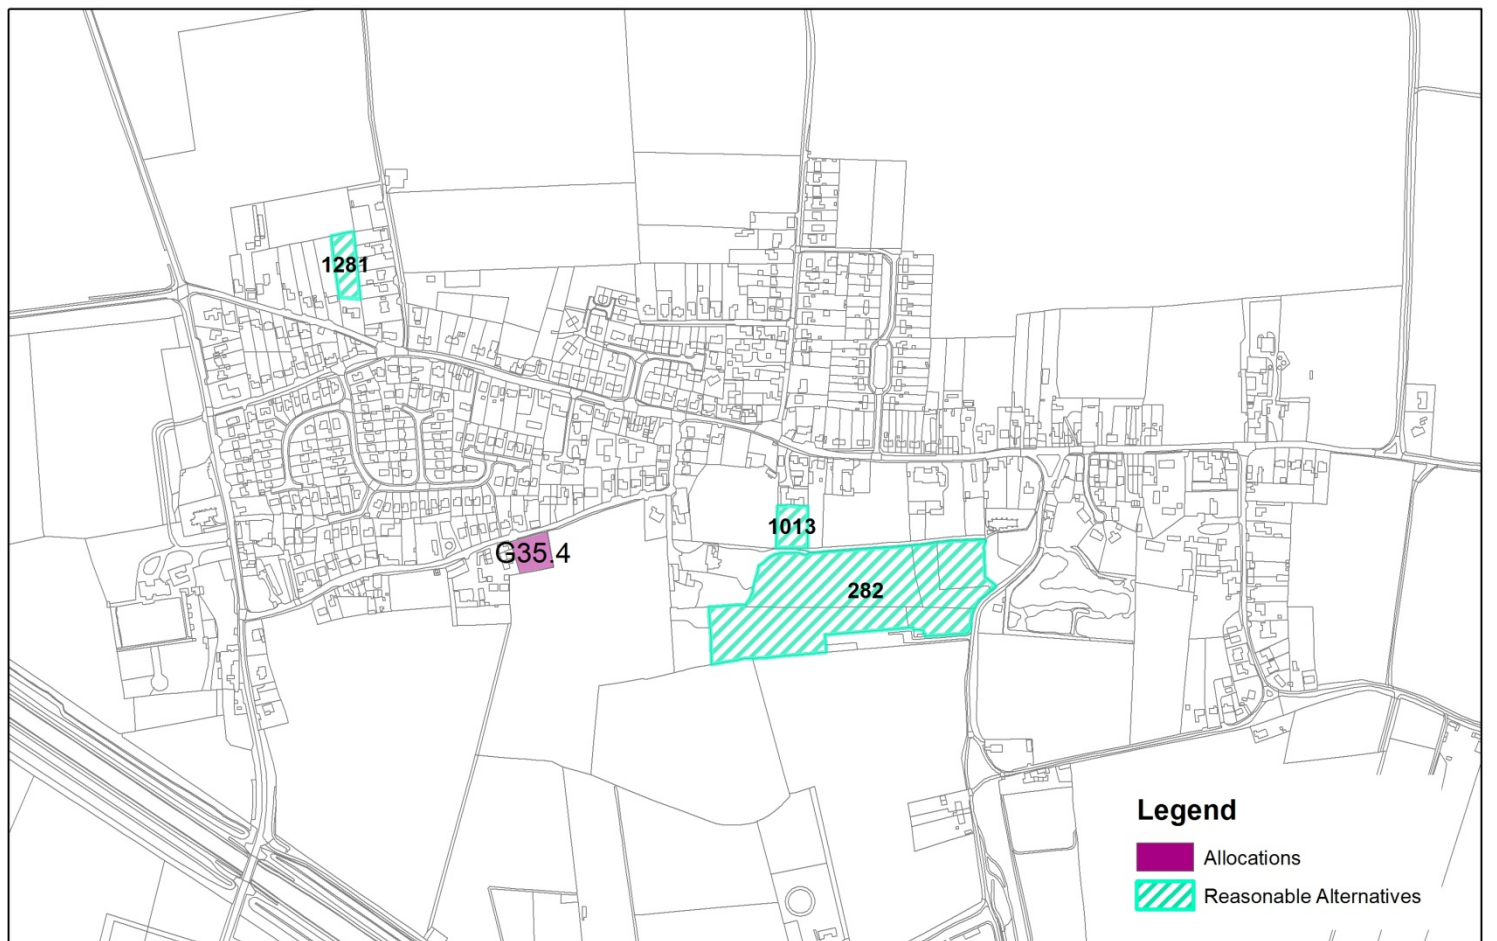 1281
1013
G35.4
282
Legend
Allocations
Reasonable Alternatives